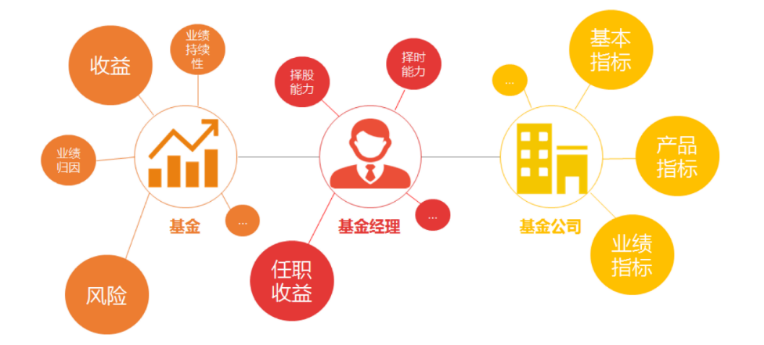 收益
业绩
持续
性
业绩
归因
基金
...
风险
择股
能力
择时
能力
基金经理
...
任职
收益
...
基本
指标
产品
指标
基金公司
业绩
指标